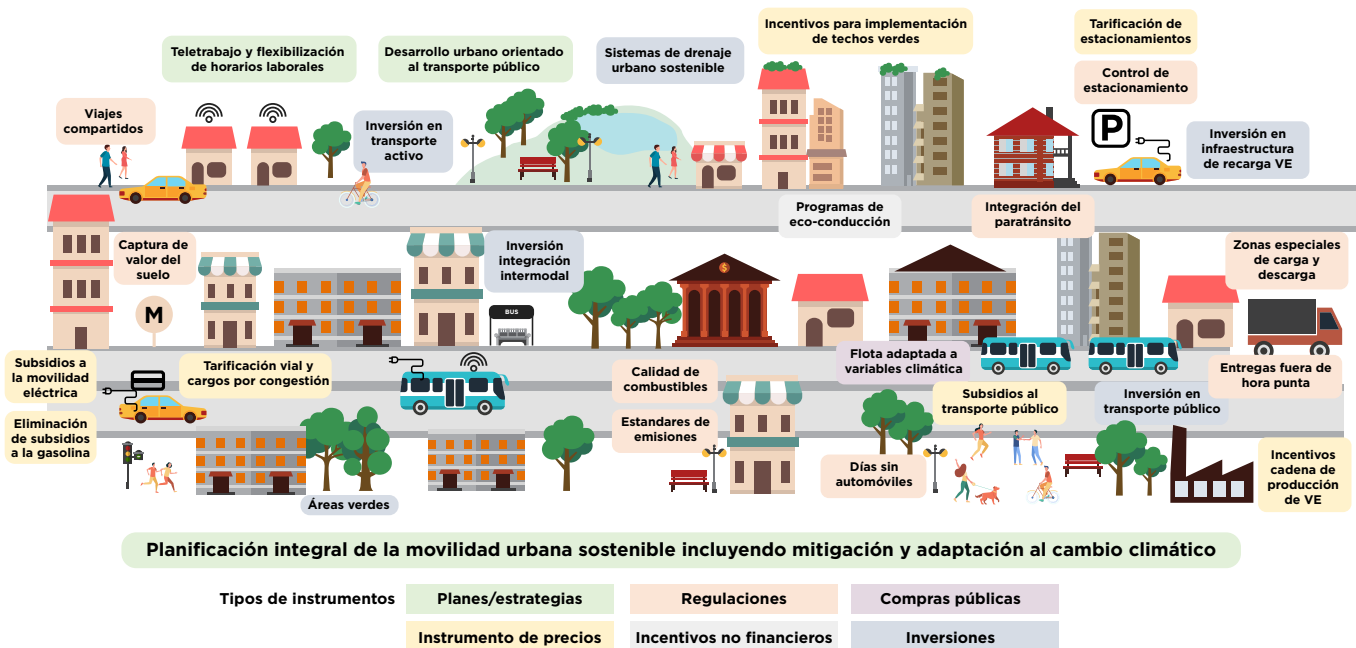 Incentivos para implementación
de techos verdes
Tarificación de
estacionamientos
Teletrabajo y flexibilización
de horarios laborales
Desarrollo urbano orientado
al transporte público
Sistemas de drenaje
urbano sostenible
Control de
estacionamiento
Viajes
compartidos
Inversión en
transporte
activo
P
Inversión en
infraestructura
de recarga VE
Programas de
eco-conducción
Integración del
paratránsito
Captura de
valor del
suelo
Inversión
integración
intermodal
Zonas especiales
de carga y
descarga
M
BUS
$
Subsidios a
la movilidad
eléctrica
Tarificación vial y
cargos por congestión
Calidad de
combustibles
Flota adaptada a
variables climática
Entregas fuera de
hora punta
Subsidios al
transporte público
Inversión en
transporte público
Eliminación
de subsidios
a la gasolina
Estandares de
emisiones
Días sin
automóviles
Incentivos
cadena de
producción
de VE
Áreas verdes
Planificación integral de la movilidad urbana sostenible incluyendo mitigación y adaptación al cambio climático
Tipos de instrumentos
Planes/estrategias
Regulaciones
Compras públicas
Instrumento de precios
Incentivos no financieros
Inversiones